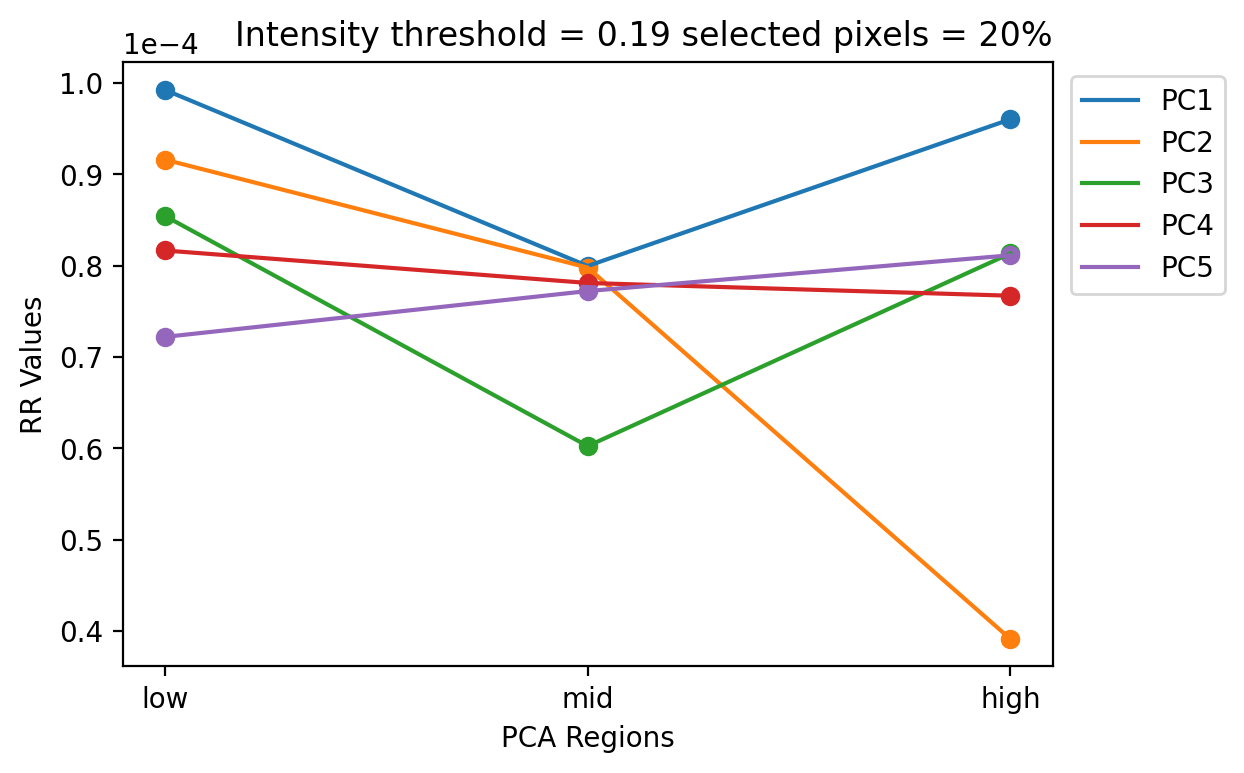 Intensity threshold = 0.19 selected pixels = 20%
1e−4
1.0
0.9
0.8
0.7
0.6
0.5
0.4
RR Values
low
mid
high
PCA Regions
PC1
PC2
PC3
PC4
PC5